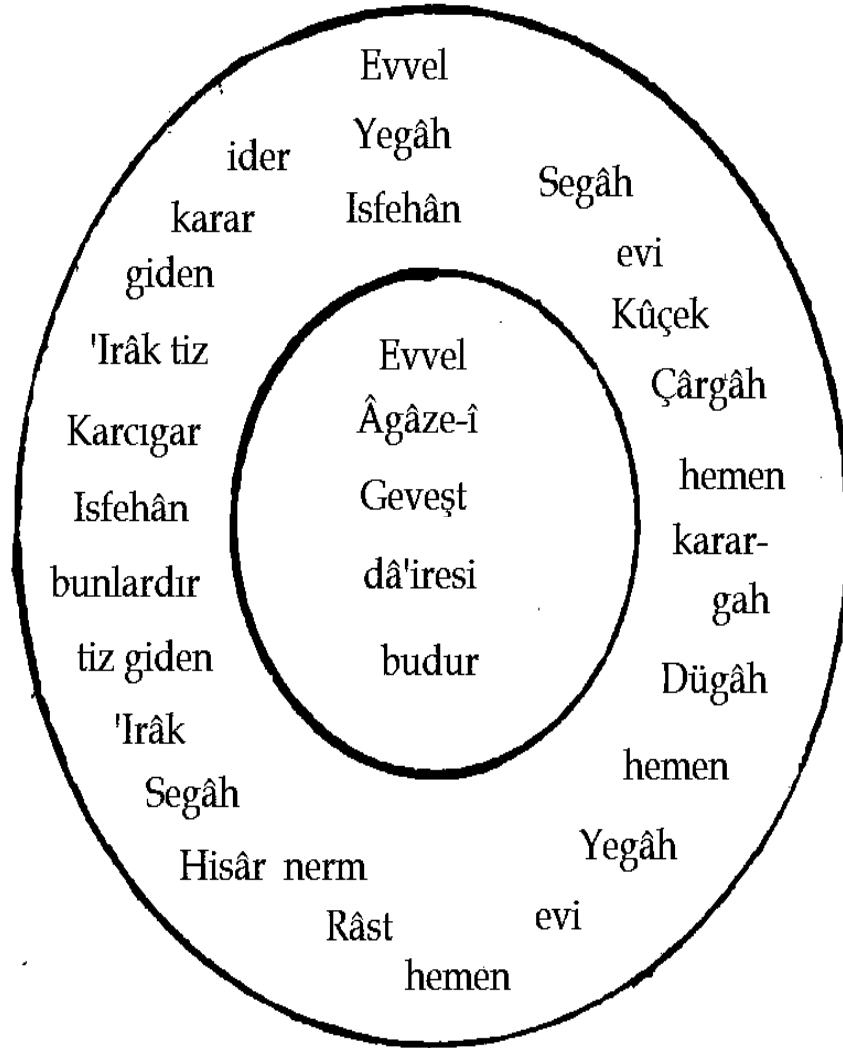 Evvel
Yegâh
Isfehân
Segâh
evi
Kûçek
Çârgâh
hemen
karar-
gah
Dügâh
hemen
Yegâh
evi
hemen
Râst
Hisâr nerm
Segâh
'Irâk
tiz giden
bunlardır
Isfehân
Karcıgar
'Irâk tiz
giden
karar
ider
Evvel
Âgâze-î
Geveşt
dâ'iresi
budur